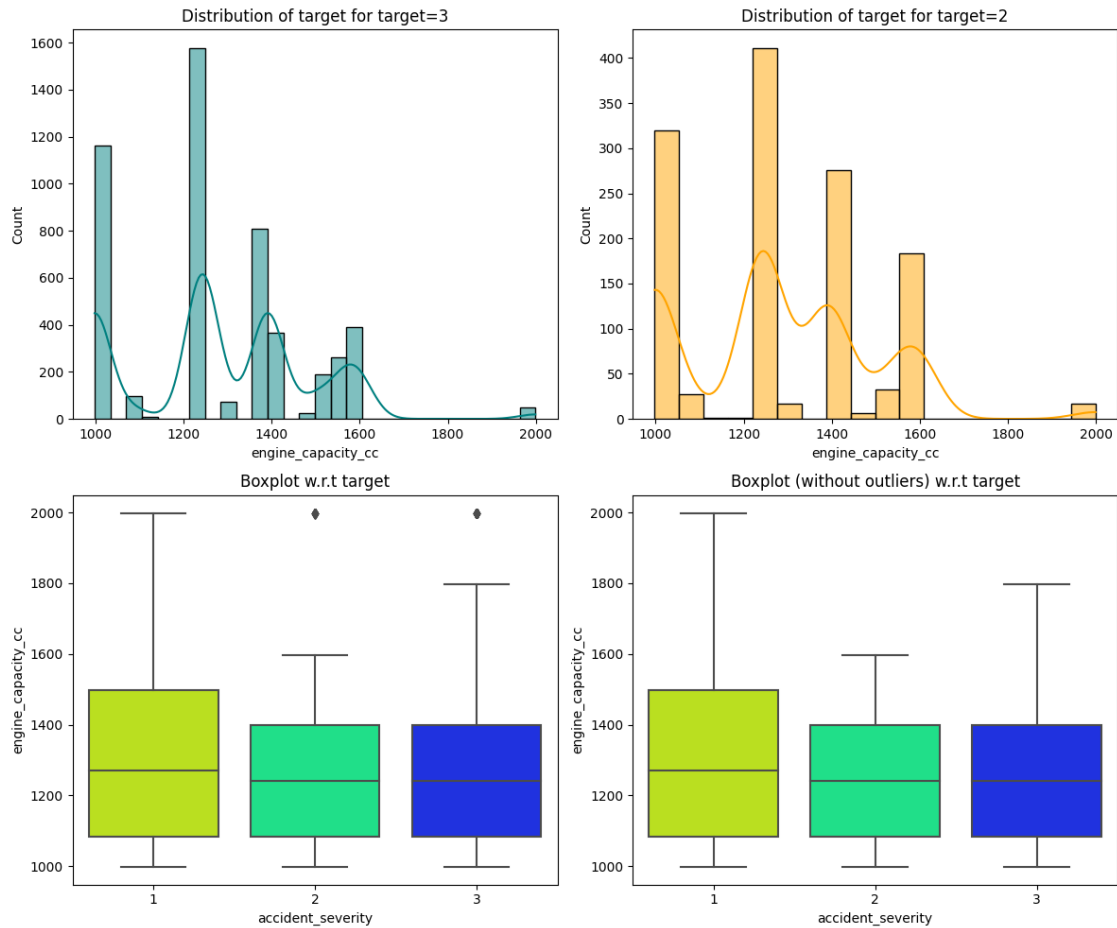 Distribution of target for target=3
1600
1400
1200
1000
800
600
400
200
0
Count
1000 1200 1400 1600 1800 2000
engine_capacity_cc
Distribution of target for target=2
400
350
300
250
200
150
100
50
0
Count
1000 1200 1400 1600 1800 2000
engine_capacity_cc
Boxplot w.r.t target
2000
1800
1600
1400
1200
1000
engine_capacity_cc
1 2 3
accident_severity
Boxplot (without outliers) w.r.t target
2000
1800
1600
1400
1200
1000
engine_capacity_cc
1 2 3
accident_severity